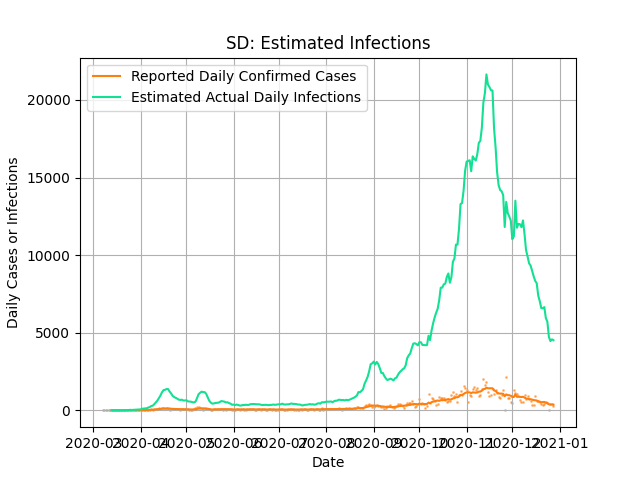 SD: Estimated Infections
Reported Daily Confirmed Cases
Estimated Actual Daily Infections
Daily Cases or Infections
20000
15000
10000
5000
0
2020-03 2020-04 2020-05 2020-06 2020-07 2020-08 2020-09 2020-10 2020-11 2020-12 2021-01
Date